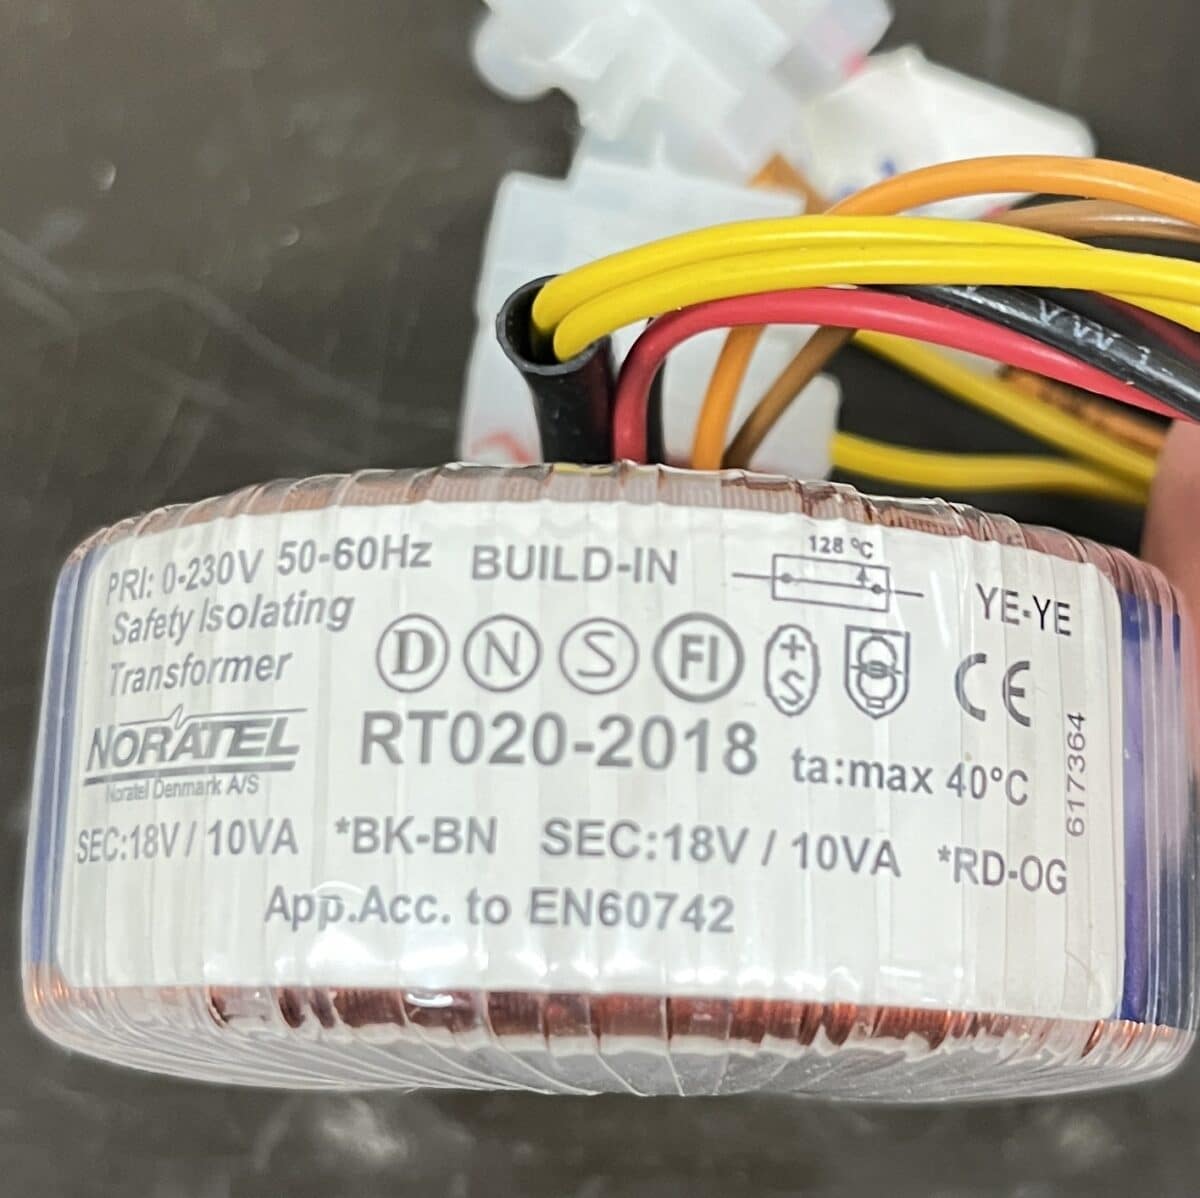 PRI: 0-230V 50-60Hz BUILD-IN 128 °C YE-YE
Safety Isolating
Transformer
D N S FI +S CE
NORATEL
Noratel Denmark A/S
RT020-2018 ta:max 40°C
617364
SEC:18V / 10VA *BK-BN SEC:18V / 10VA *RD-OG
App.Acc. to EN60742